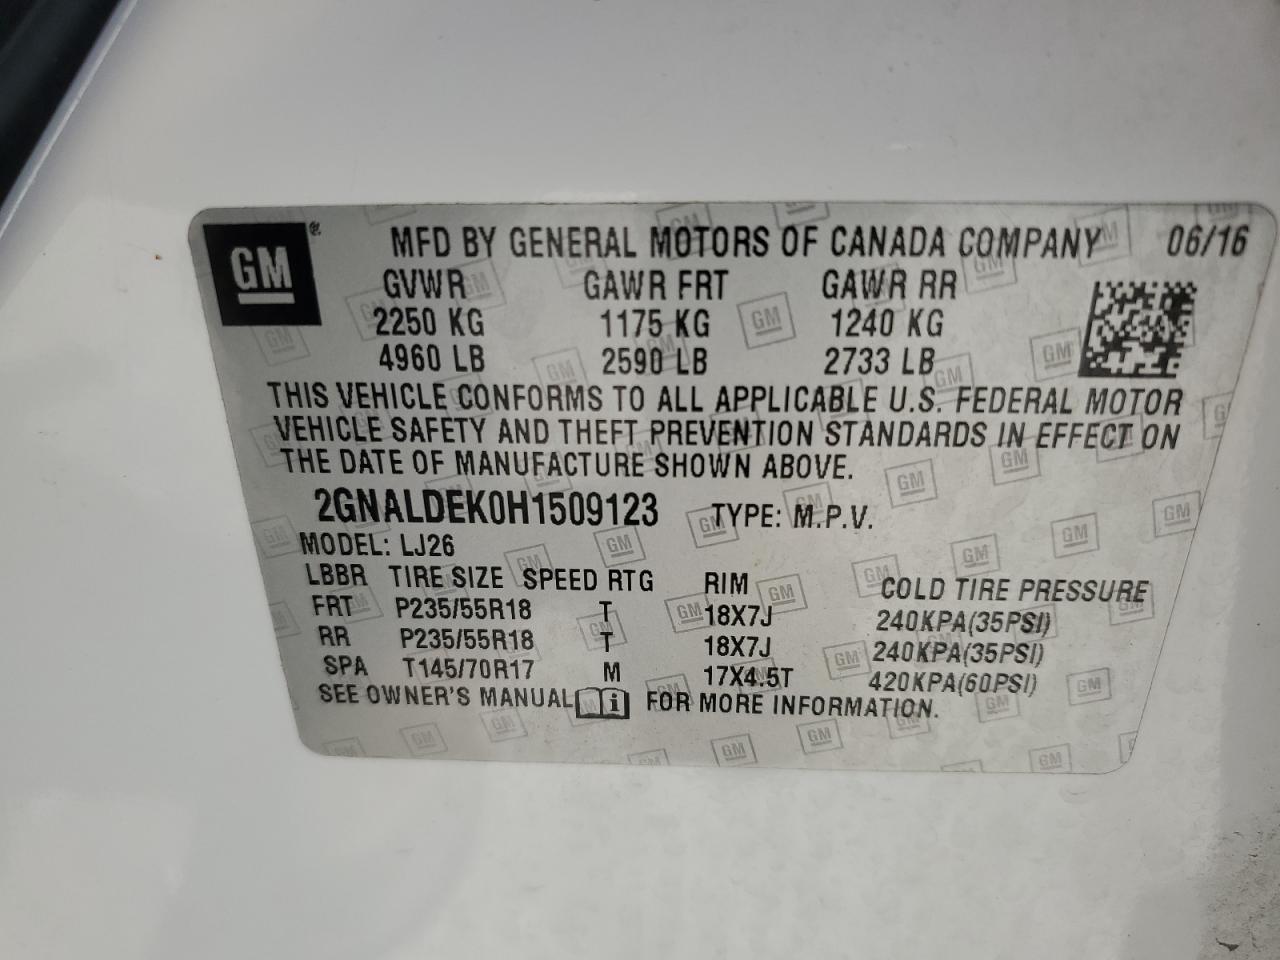 GM ®
MFD BY GENERAL MOTORS OF CANADA COMPANY 06/16
GVWR GAWR FRT GAWR RR
2250 KG 1175 KG 1240 KG
4960 LB 2590 LB 2733 LB
THIS VEHICLE CONFORMS TO ALL APPLICABLE U.S. FEDERAL MOTOR
VEHICLE SAFETY AND THEFT PREVENTION STANDARDS IN EFFECT ON
THE DATE OF MANUFACTURE SHOWN ABOVE.
2GNALDEK0H1509123 TYPE: M.P.V.
MODEL: LJ26
LBBR TIRE SIZE SPEED RTG RIM COLD TIRE PRESSURE
FRT P235/55R18 T 18X7J 240KPA(35PSI)
RR P235/55R18 T 18X7J 240KPA(35PSI)
SPA T145/70R17 M 17X4.5T 420KPA(60PSI)
SEE OWNER'S MANUAL i FOR MORE INFORMATION.